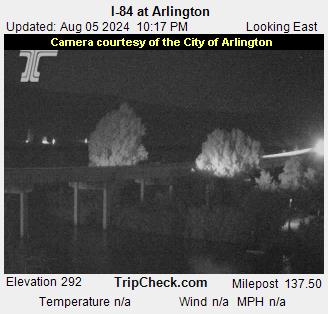 I-84 at Arlington
Updated: Aug 05 2024 10:17 PM Looking East
Camera courtesy of the City of Arlington
Elevation 292 TripCheck.com Milepost 137.50
Temperature n/a Wind n/a MPH n/a